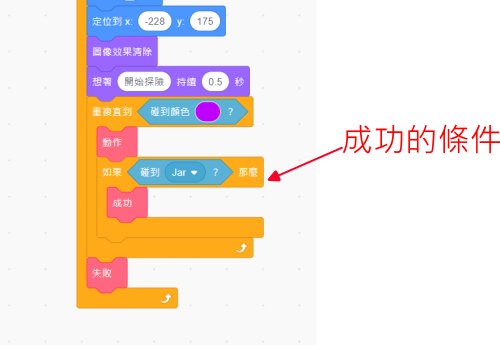 定位到 x: -228 y: 175
圖像效果清除
想著 開始探險 持續 0.5 秒
重複直到 碰到顏色 ?
動作
如果 碰到 Jar ? 那麼
成功
失敗
成功的條件